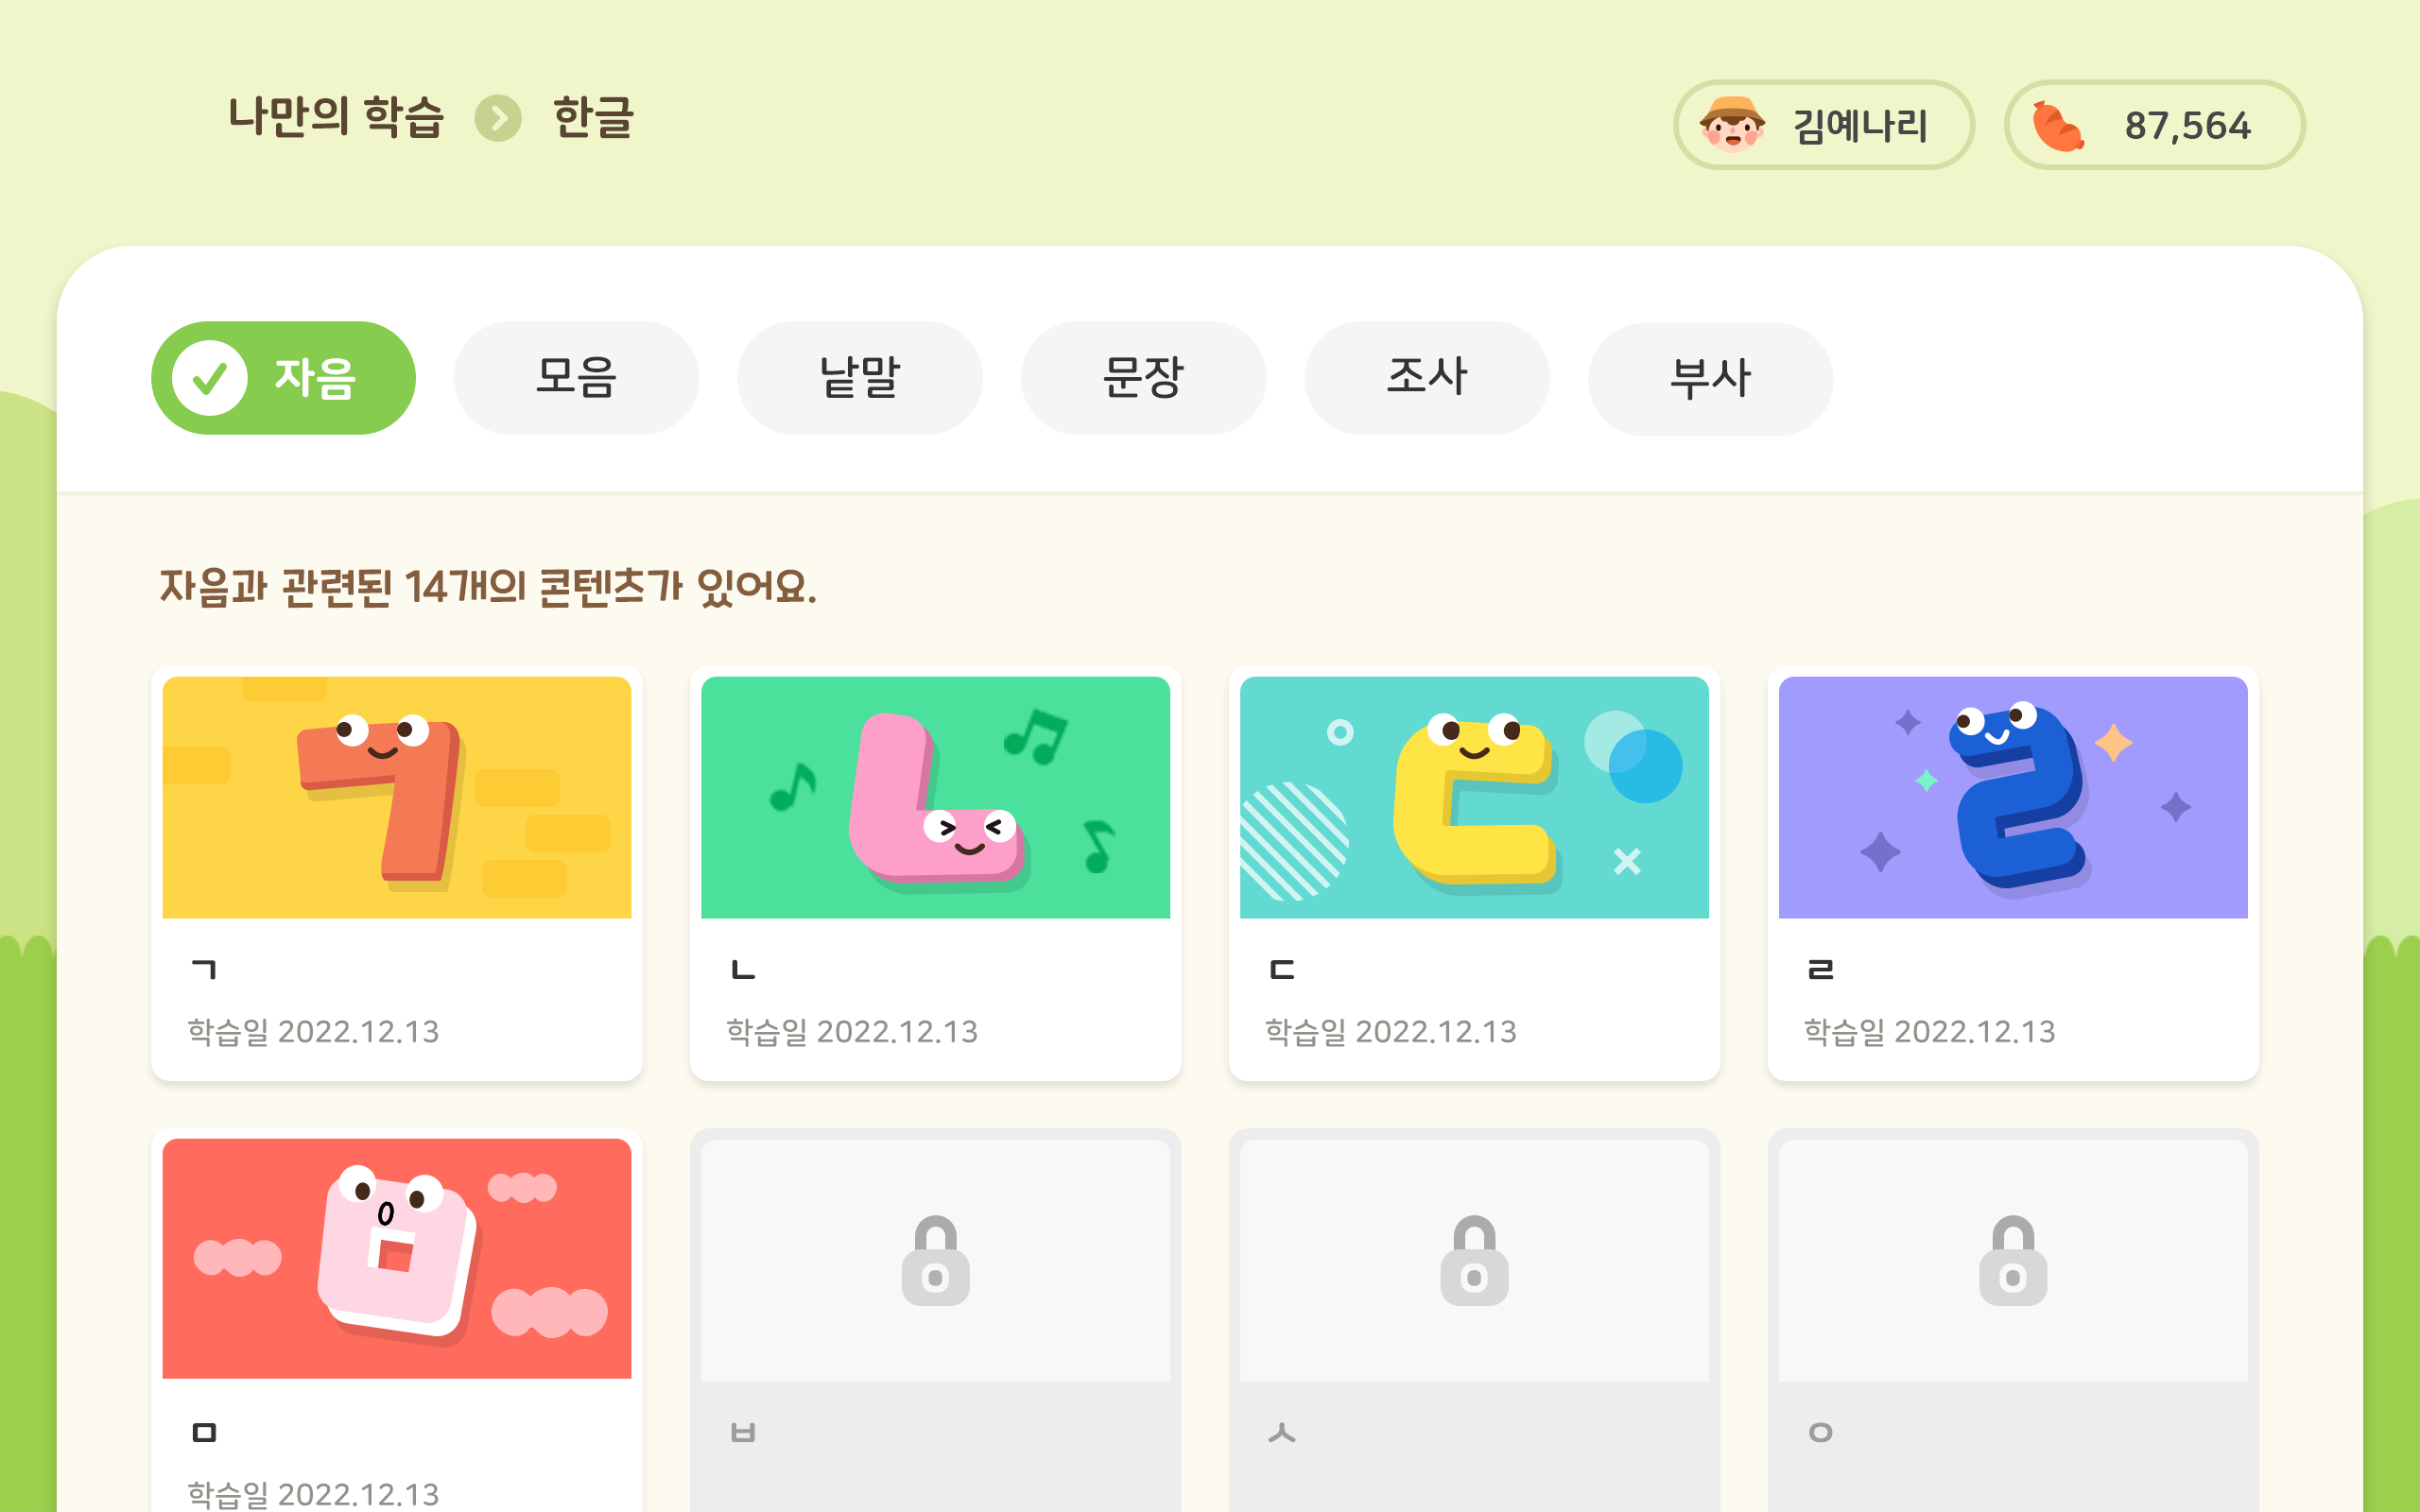 나만의 학습 한글
김예나리 87,564
자음 모음 낱말 문장 조사 부사
자음과 관련된 14개의 콘텐츠가 있어요.
ㄱ ㄴ ㄷ ㄹ
ㄱ ㄴ ㄷ ㄹ
학습일 2022.12.13 학습일 2022.12.13 학습일 2022.12.13 학습일 2022.12.13
ㅁ
ㅁ ㅂ ㅅ ㅇ
학습일 2022.12.13